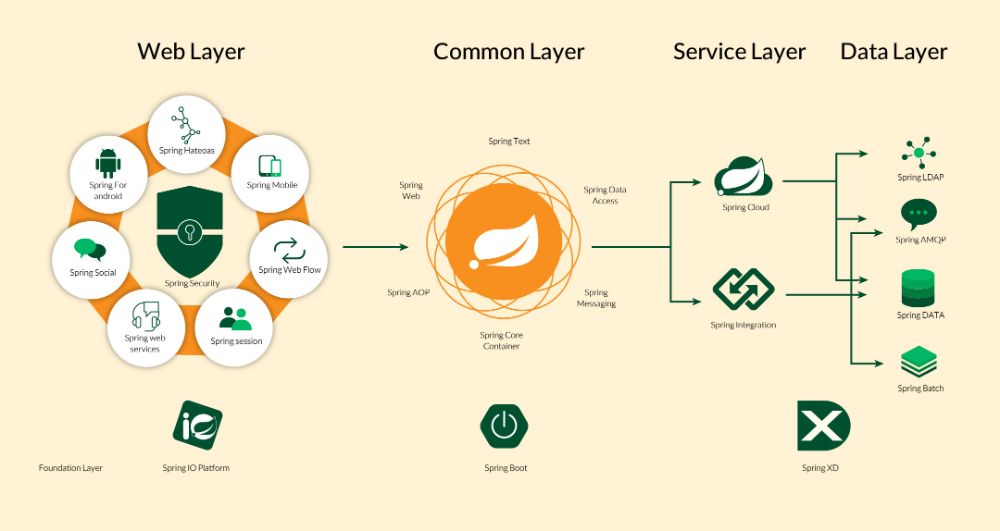 Web Layer
Common Layer
Service Layer
Data Layer
Spring Hateoas
Spring For
android
Spring Mobile
Spring Social
Spring Web Flow
Spring Security
Spring web
services
Spring session
Spring Text
Spring
Web
Spring Data
Access
Spring AOP
Spring
Messaging
Spring Core
Container
Spring Cloud
Spring Integration
Spring LDAP
Spring AMQP
Spring DATA
Spring Batch
Foundation Layer
iO
Spring IO Platform
Spring Boot
XD
Spring XD